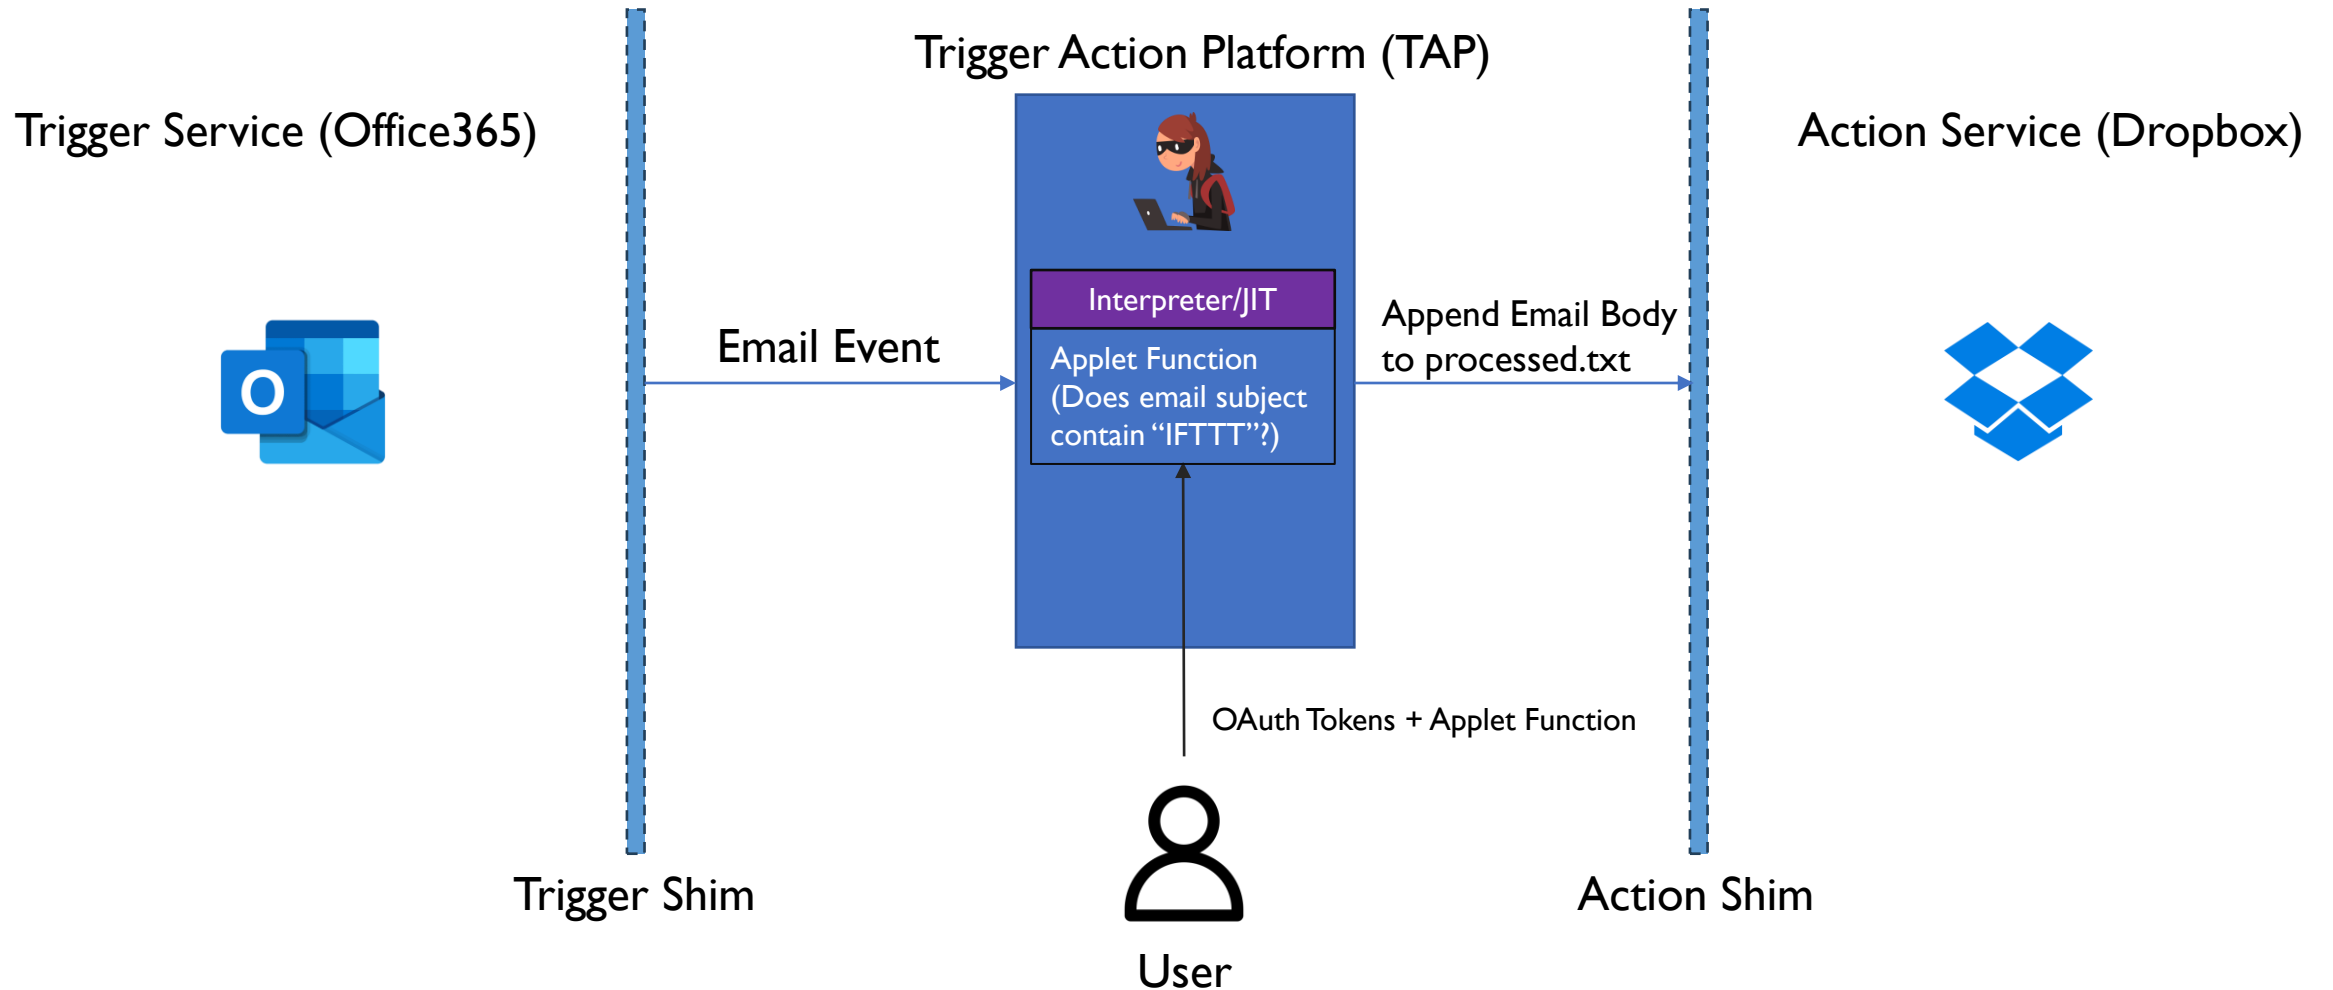 Trigger Action Platform (TAP)
Trigger Service (Office365)
Action Service (Dropbox)
Interpreter/JIT
Email Event
Applet Function
(Does email subject
contain “IFTTT”?)
Append Email Body
to processed.txt
O
OAuth Tokens + Applet Function
Trigger Shim
Action Shim
User